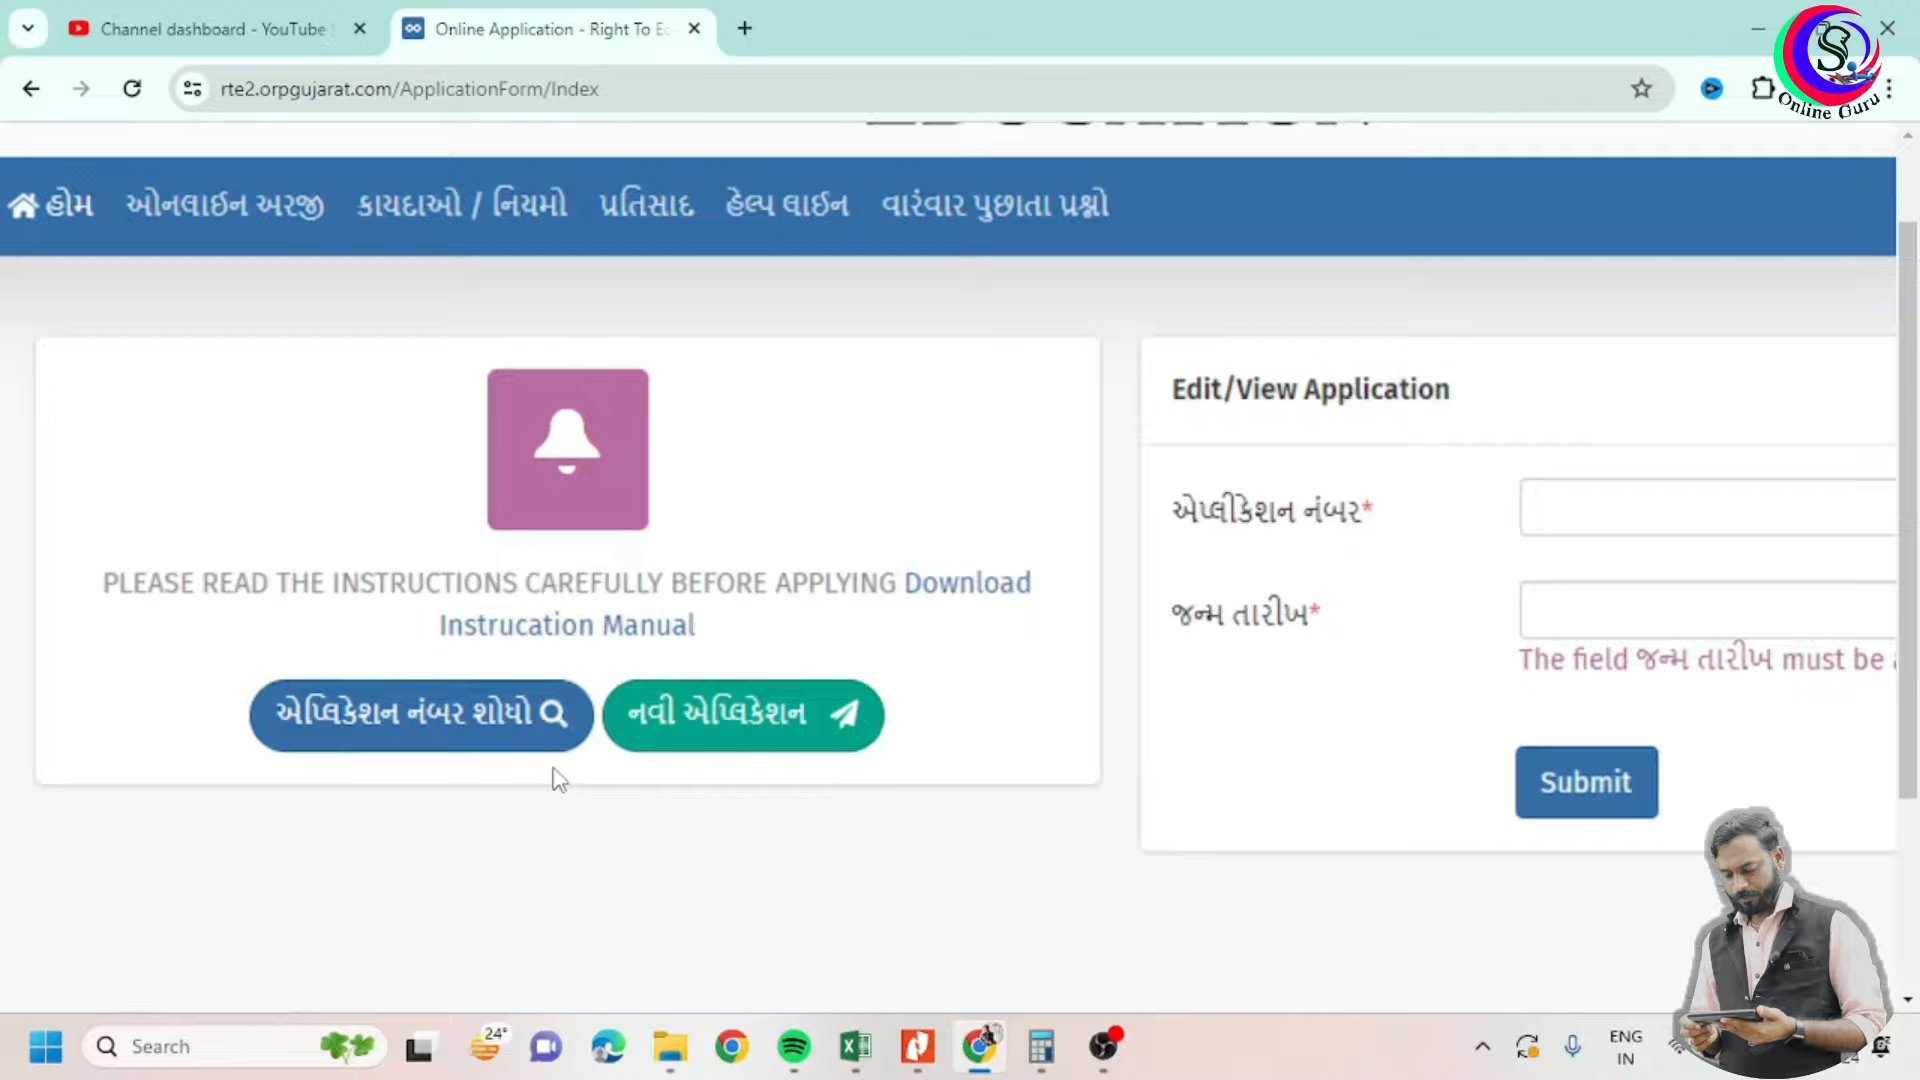 Channel dashboard - YouTube
Online Application - Right To E
rte2.orpgujarat.com/ApplicationForm/Index
S
Online Guru
હોમ ઓનલાઈન અરજી કાયદાઓ / નિયમો પ્રતિસાદ હેલ્પ લાઈન વારંવાર પુછાતા પ્રશ્નો
PLEASE READ THE INSTRUCTIONS CAREFULLY BEFORE APPLYING Download
Instrucation Manual
એપ્લિકેશન નંબર શોધો નવી એપ્લિકેશન
Edit/View Application
એપ્લીકેશન નંબર*
જન્મ તારીખ*
The field જન્મ તારીખ must be
Submit
Search
24°
ENG
IN